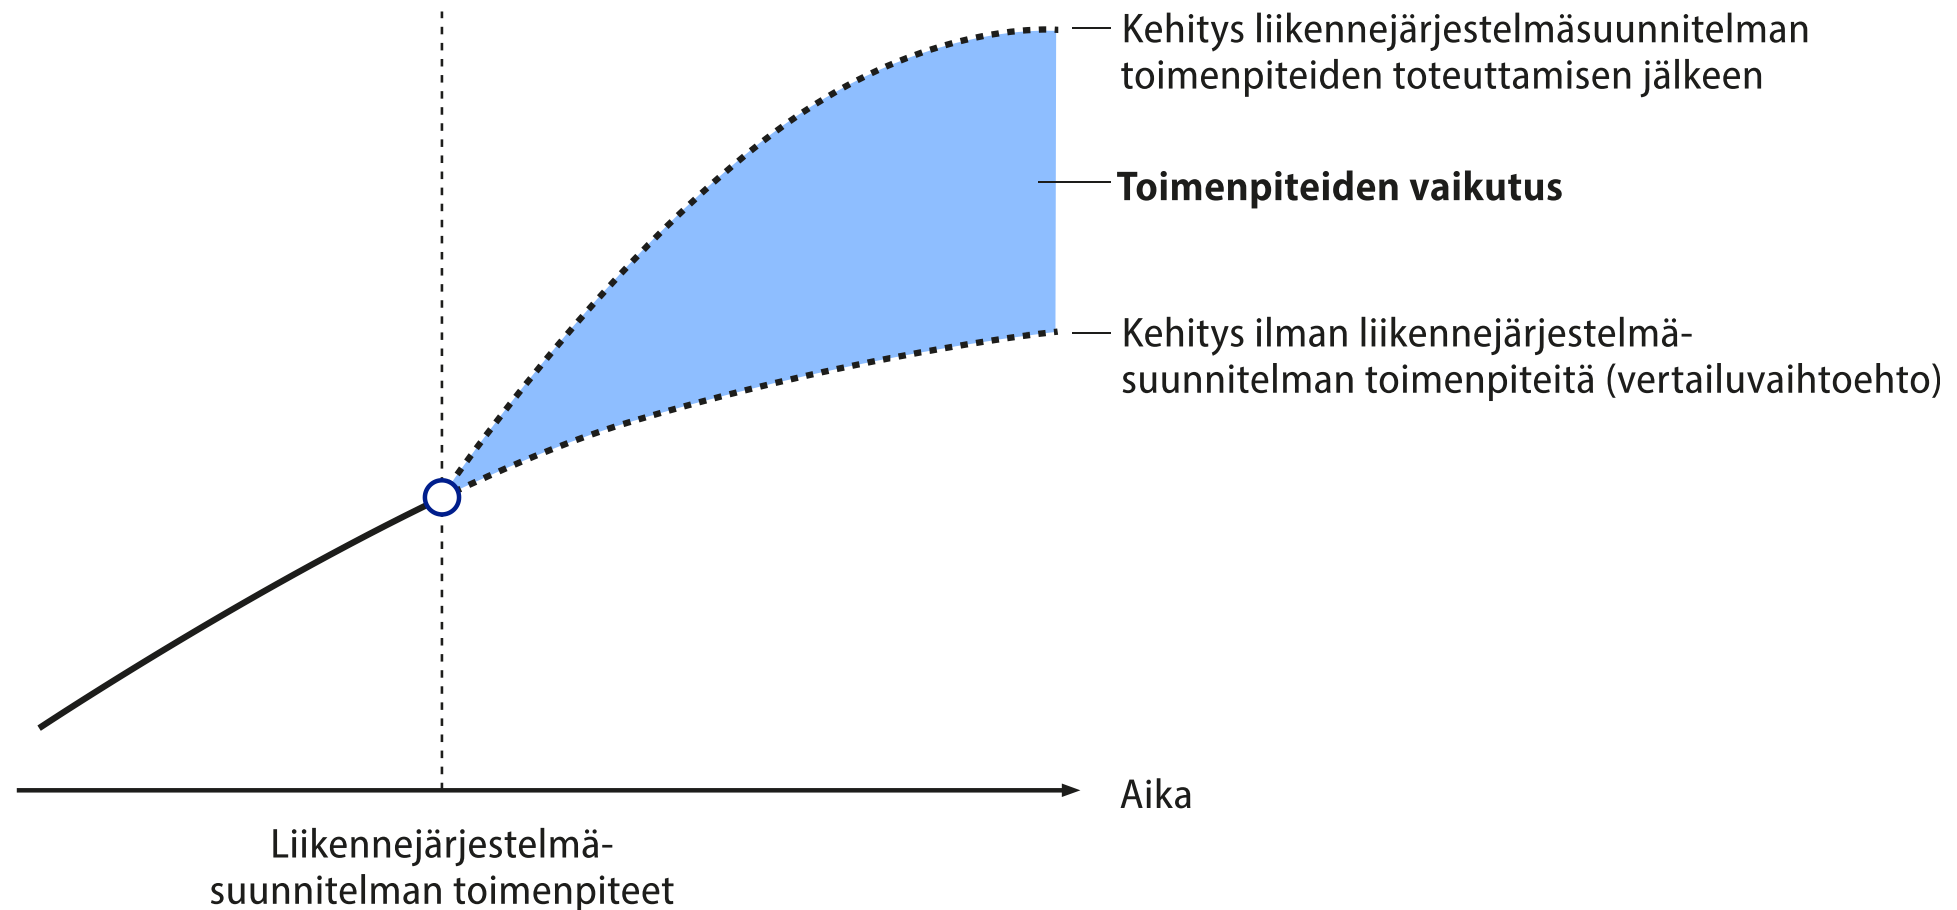 Kehitys liikennejärjestelmäsuunnitelman
toimenpiteiden toteuttamisen jälkeen
Toimenpiteiden vaikutus
Kehitys ilman liikennejärjestelmä-
suunnitelman toimenpiteitä (vertailuvaihtoehto)
Aika
Liikennejärjestelmä-
suunnitelman toimenpiteet